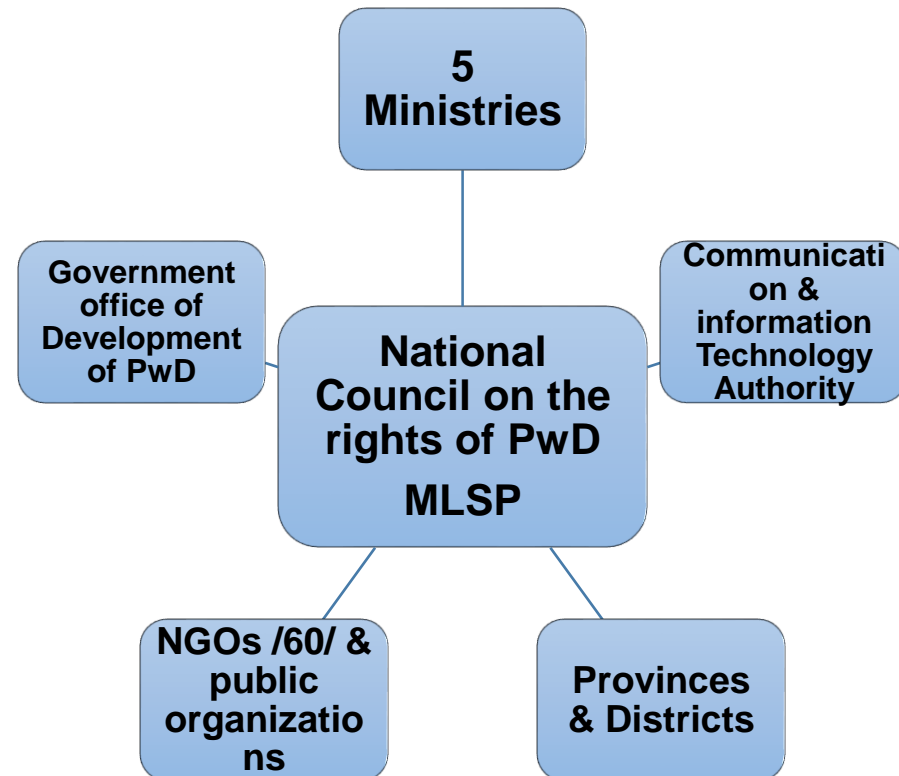 5
Ministries
Government
office of
Development
of PwD
Communicati
on &
information
Technology
Authority
National
Council on the
rights of PwD
MLSP
NGOs /60/ &
public
organizatio
ns
Provinces
& Districts